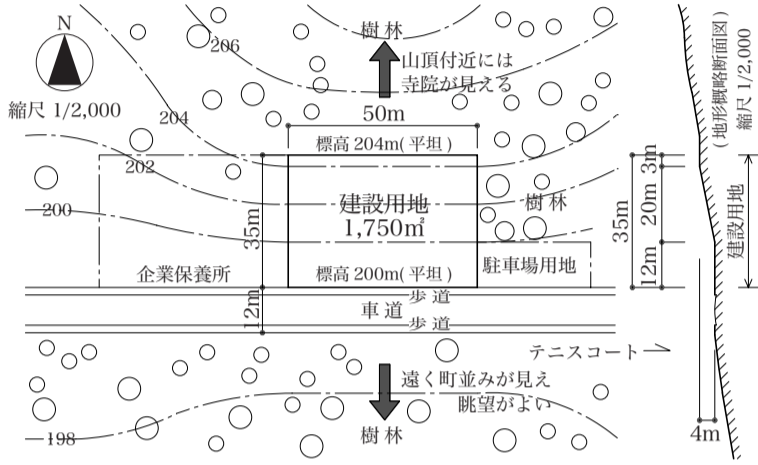 N
縮尺 1/2,000
樹林
206
山頂付近には
寺院が見える
204
50m
標高 204m(平坦)
202
建設用地
1,750㎡
樹林
200
35m
企業保養所
標高 200m(平坦)
駐車場用地
12m
歩道
車道
歩道
テニスコート
遠く町並みが見え
眺望がよい
樹林
198
(地形概略断面図)
縮尺 1/2,000
35m
3m
20m
12m
建設用地
4m